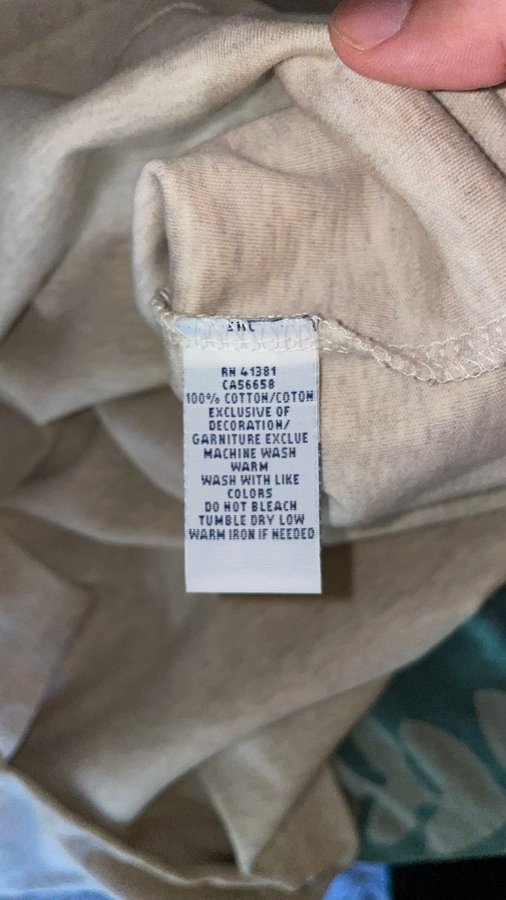 RN 41381
CA56658
100% COTTON/COTON
EXCLUSIVE OF
DECORATION/
GARNITURE EXCLUE
MACHINE WASH
WARM
WASH WITH LIKE
COLORS
DO NOT BLEACH
TUMBLE DRY LOW
WARM IRON IF NEEDED